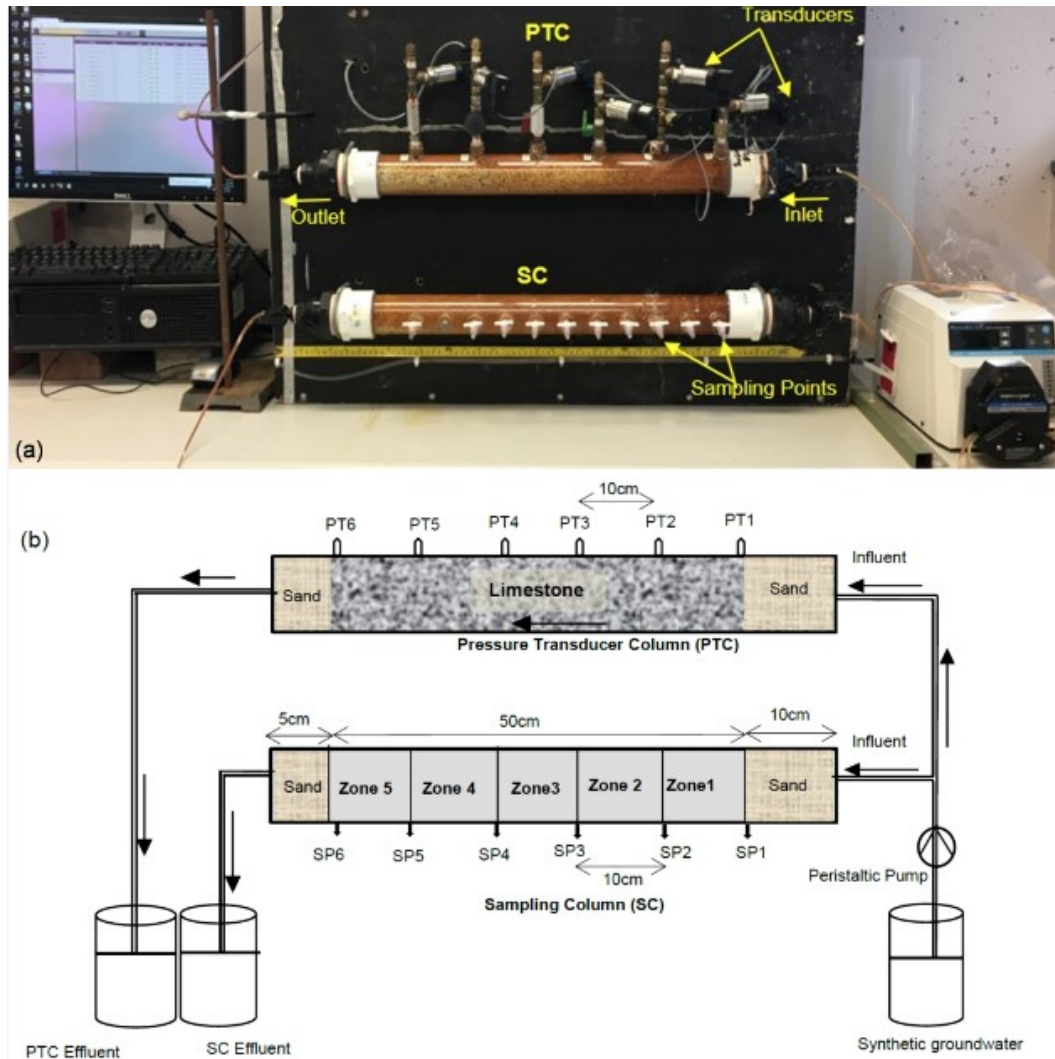 PTC
Transducers
Outlet
Inlet
SC
Sampling Points
DELL
(a)
(b)
10cm
PT6 PT5 PT4 PT3 PT2 PT1
Influent
Sand Limestone Sand
Pressure Transducer Column (PTC)
5cm 50cm 10cm
Influent
Sand Zone 5 Zone 4 Zone3 Zone 2 Zone1 Sand
SP6 SP5 SP4 SP3 SP2 SP1
10cm
Peristaltic Pump
Sampling Column (SC)
PTC Effluent SC Effluent Synthetic groundwater